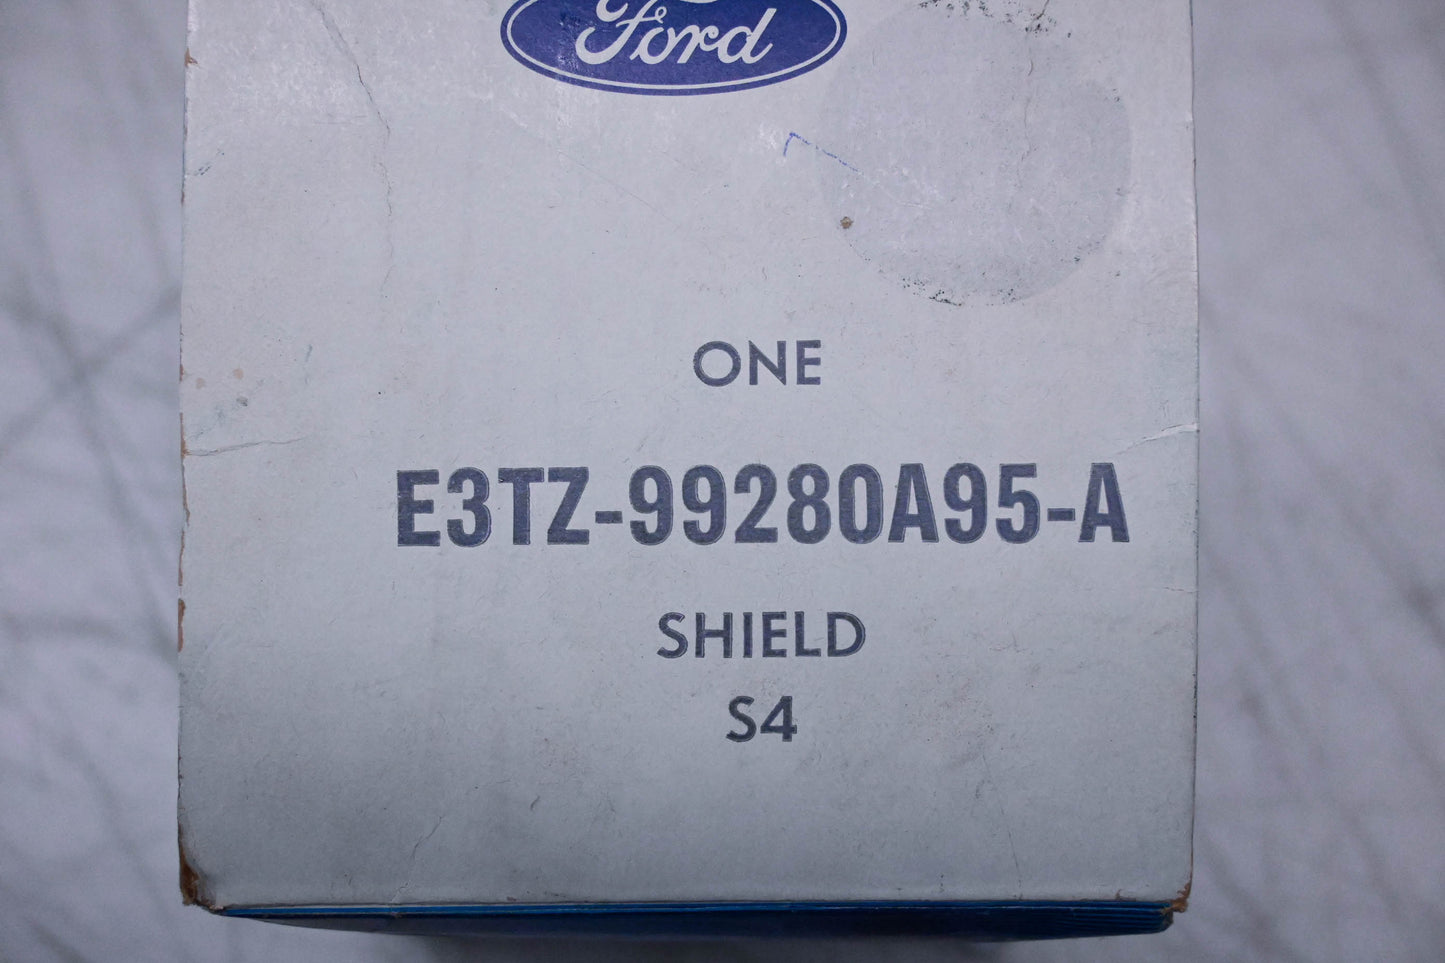 Ford
ONE
E3TZ-99280A95-A
SHIELD
S4